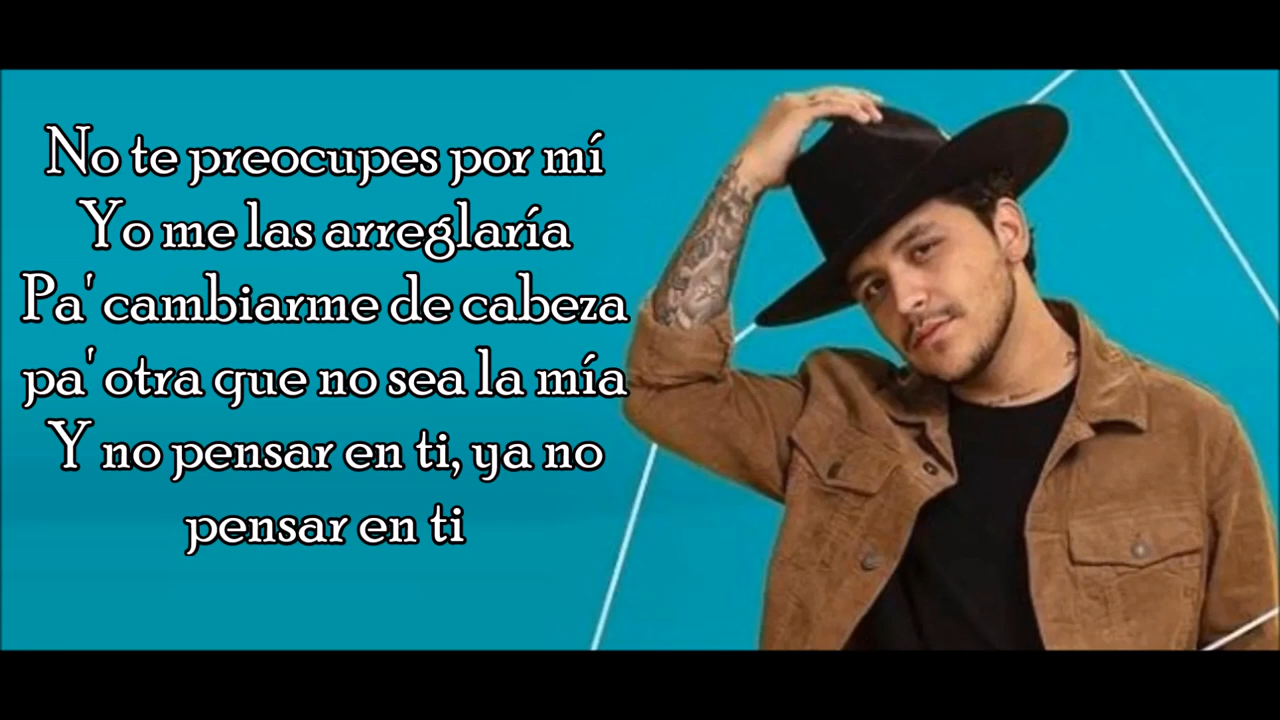 No te preocupes por mí
Yo me las arreglaría
Pa' cambiarme de cabeza
pa' otra que no sea la mía
Y no pensar en ti, ya no
pensar en ti